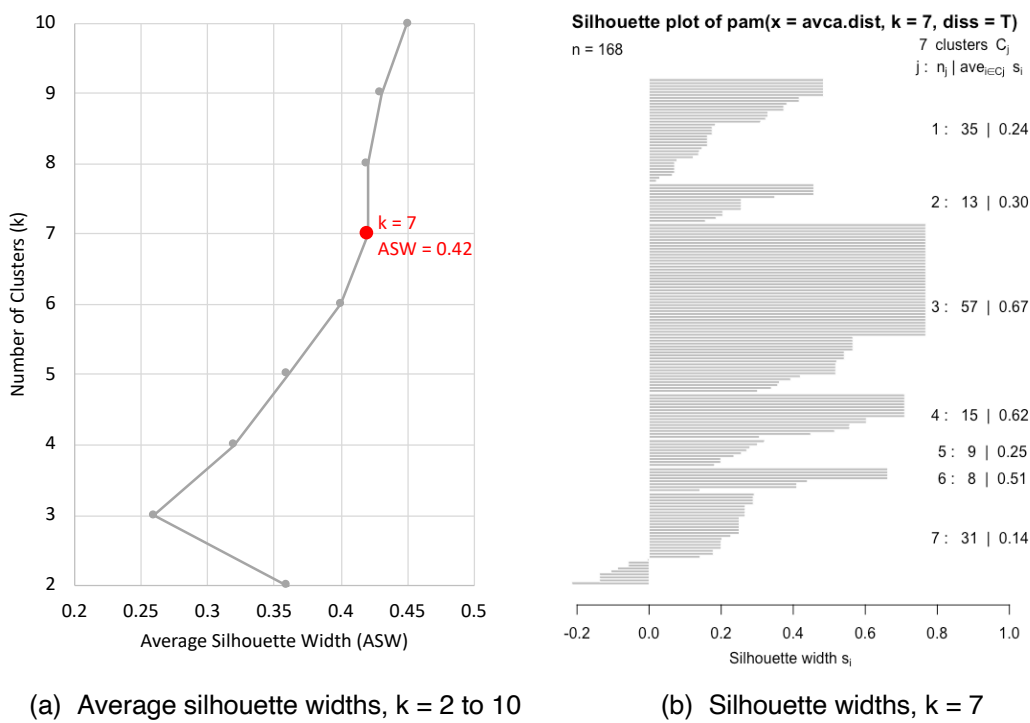 10
9
8
7
6
5
4
3
2
Number of Clusters (k)
k = 7
ASW = 0.42
0.2 0.25 0.3 0.35 0.4 0.45 0.5
Average Silhouette Width (ASW)
(a) Average silhouette widths, k = 2 to 10
Silhouette plot of pam(x = avca.dist, k = 7, diss = T)
n = 168
7 clusters Cj
j : nj | avei∈Cj si
1 : 35 | 0.24
2 : 13 | 0.30
3 : 57 | 0.67
4 : 15 | 0.62
5 : 9 | 0.25
6 : 8 | 0.51
7 : 31 | 0.14
-0.2 0.0 0.2 0.4 0.6 0.8 1.0
Silhouette width si
(b) Silhouette widths, k = 7